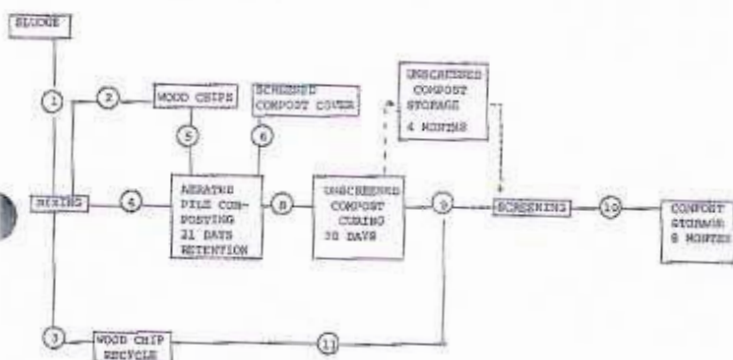 SLUDGE
1
2
WOOD CHIPS
SCREENED
COMPOST COVER
UNSCREENED
COMPOST
STORAGE
4 MONTHS
5
6
MIXING
4
AERATED
PILE COM-
POSTING
21 DAYS
RETENTION
8
UNSCREENED
COMPOST
CURING
30 DAYS
9
SCREENING
10
COMPOST
STORAGE
6 MONTHS
3
WOOD CHIP
RECYCLE
11